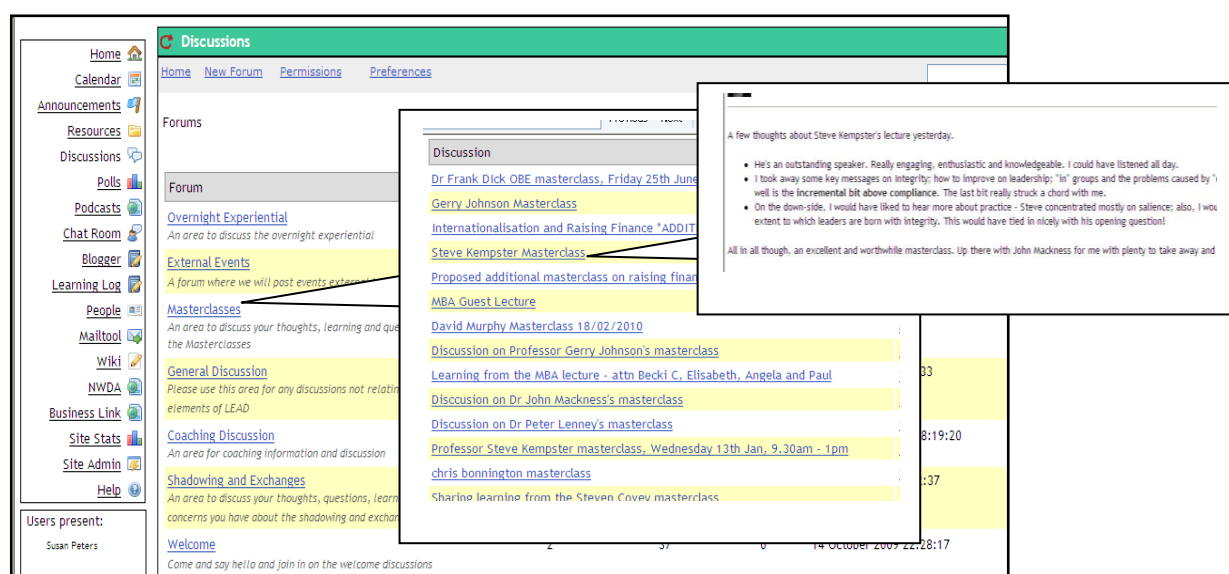 Discussions
Home New Forum Permissions Preferences
Home
Calendar
Announcements
Resources
Discussions
Polls
Podcasts
Chat Room
Blogger
Learning Log
People
Mailtool
Wiki
NWDA
Business Link
Site Stats
Site Admin
Help
Users present:
Susan Peters
Forums
Forum
Overnight Experiential
An area to discuss the overnight experiential
External Events
A forum where we will post events external
Masterclasses
An area to discuss your thoughts, learning and que
the Masterclasses
General Discussion
Please use this area for any discussions not relatin
elements of LEAD
33
Coaching Discussion
An area for coaching information and discussion
8:19:20
Shadowing and Exchanges
An area to discuss your thoughts, questions, learn
concerns you have about the shadowing and exchan
:37
Welcome 2 37 0 14 October 2009 22:28:17
Come and say hello and join in on the welcome discussions
Discussion
Dr Frank DIck OBE masterclass, Friday 25th June
Gerry Johnson Masterclass
Internationalisation and Raising Finance *ADDIT
Steve Kempster Masterclass
Proposed additional masterclass on raising finan
MBA Guest Lecture
David Murphy Masterclass 18/02/2010
Discussion on Professor Gerry Johnson's masterclass
Learning from the MBA lecture - attn Becki C, Elisabeth, Angela and Paul
Disccusion on Dr John Mackness's masterclass
Discussion on Dr Peter Lenney's masterclass
Professor Steve Kempster masterclass, Wednesday 13th Jan, 9.30am - 1pm
chris bonnington masterclass
Sharing learning from the Steven Covey masterclass
A few thoughts about Steve Kempster's lecture yesterday.
• He's an outstanding speaker. Really engaging, enthusiastic and knowledgeable. I could have listened all day.
• I took away some key messages on integrity; how to improve on leadership; "in" groups and the problems caused by "
well is the incremental bit above compliance. The last bit really struck a chord with me.
• On the down-side, I would have liked to hear more about practice - Steve concentrated mostly on salience; also, I wou
extent to which leaders are born with integrity. This would have tied in nicely with his opening question!
All in all though, an excellent and worthwhile masterclass. Up there with John Mackness for me with plenty to take away and